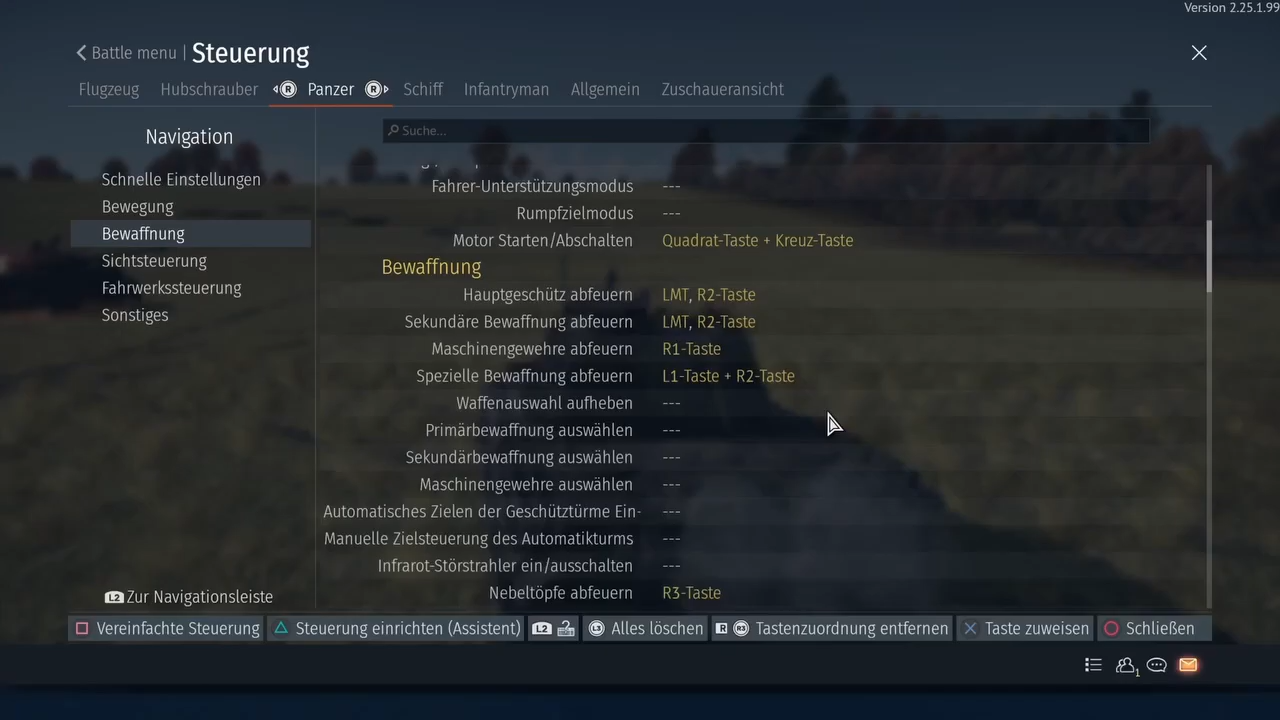 Version 2.25.1.99
Battle menu | Steuerung
Flugzeug Hubschrauber R Panzer R Schiff Infantryman Allgemein Zuschaueransicht
Navigation
Suche...
Schnelle Einstellungen
Bewegung
Bewaffnung
Sichtsteuerung
Fahrwerkssteuerung
Sonstiges
Fahrer-Unterstützungsmodus ---
Rumpfzielmodus ---
Motor Starten/Abschalten Quadrat-Taste + Kreuz-Taste
Bewaffnung
Hauptgeschütz abfeuern LMT, R2-Taste
Sekundäre Bewaffnung abfeuern LMT, R2-Taste
Maschinengewehre abfeuern R1-Taste
Spezielle Bewaffnung abfeuern L1-Taste + R2-Taste
Waffenauswahl aufheben ---
Primärbewaffnung auswählen ---
Sekundärbewaffnung auswählen ---
Maschinengewehre auswählen ---
Automatisches Zielen der Geschütztürme Ein- ---
Manuelle Zielsteuerung des Automatikturms ---
Infrarot-Störstrahler ein/ausschalten ---
Nebeltöpfe abfeuern R3-Taste
L2 Zur Navigationsleiste
Vereinfachte Steuerung Steuerung einrichten (Assistent) L2 L3 Alles löschen R R3 Tastenzuordnung entfernen Taste zuweisen Schließen
1